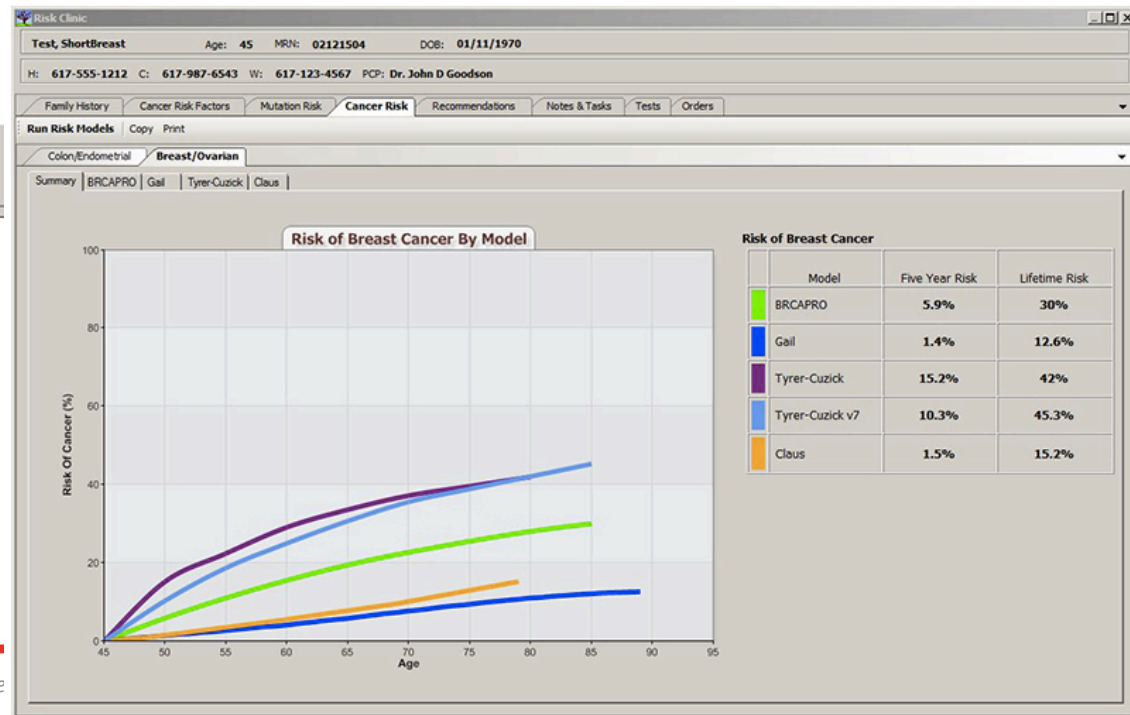 Risk Clinic
Test, ShortBreast Age: 45 MRN: 02121504 DOB: 01/11/1970
H: 617-555-1212 C: 617-987-6543 W: 617-123-4567 PCP: Dr. John D Goodson
Family History Cancer Risk Factors Mutation Risk Cancer Risk Recommendations Notes & Tasks Tests Orders
Run Risk Models Copy Print
Colon/Endometrial Breast/Ovarian
Summary BRCAPRO Gail Tyrer-Cuzick Claus
Risk of Breast Cancer By Model
100
80
60
40
20
0
Risk Of Cancer (%)
45 50 55 60 65 70 75 80 85 90 95
Age
Risk of Breast Cancer
Model Five Year Risk Lifetime Risk
BRCAPRO 5.9% 30%
Gail 1.4% 12.6%
Tyrer-Cuzick 15.2% 42%
Tyrer-Cuzick v7 10.3% 45.3%
Claus 1.5% 15.2%